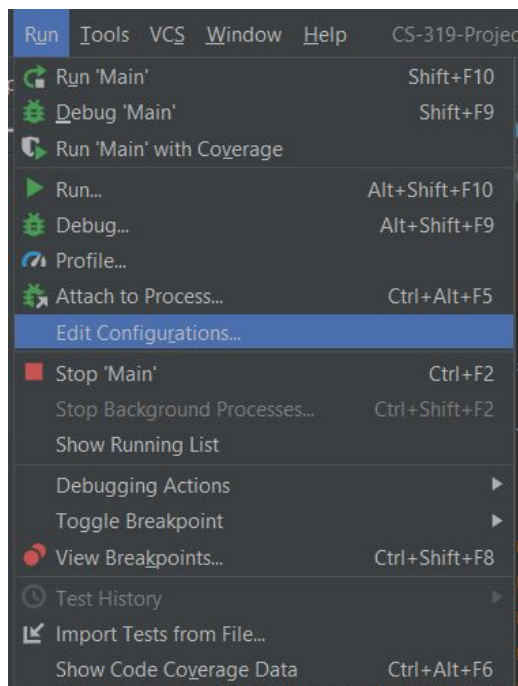 Run Tools VCS Window Help CS-319-Projec
Run 'Main' Shift+F10
Debug 'Main' Shift+F9
Run 'Main' with Coverage
Run... Alt+Shift+F10
Debug... Alt+Shift+F9
Profile...
Attach to Process... Ctrl+Alt+F5
Edit Configurations...
Stop 'Main' Ctrl+F2
Stop Background Processes... Ctrl+Shift+F2
Show Running List
Debugging Actions
Toggle Breakpoint
View Breakpoints... Ctrl+Shift+F8
Test History
Import Tests from File...
Show Code Coverage Data Ctrl+Alt+F6